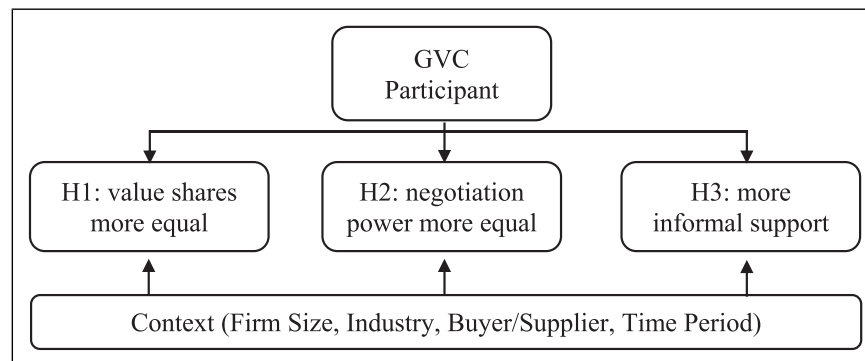 GVC
Participant
H1: value shares
more equal
H2: negotiation
power more equal
H3: more
informal support
Context (Firm Size, Industry, Buyer/Supplier, Time Period)